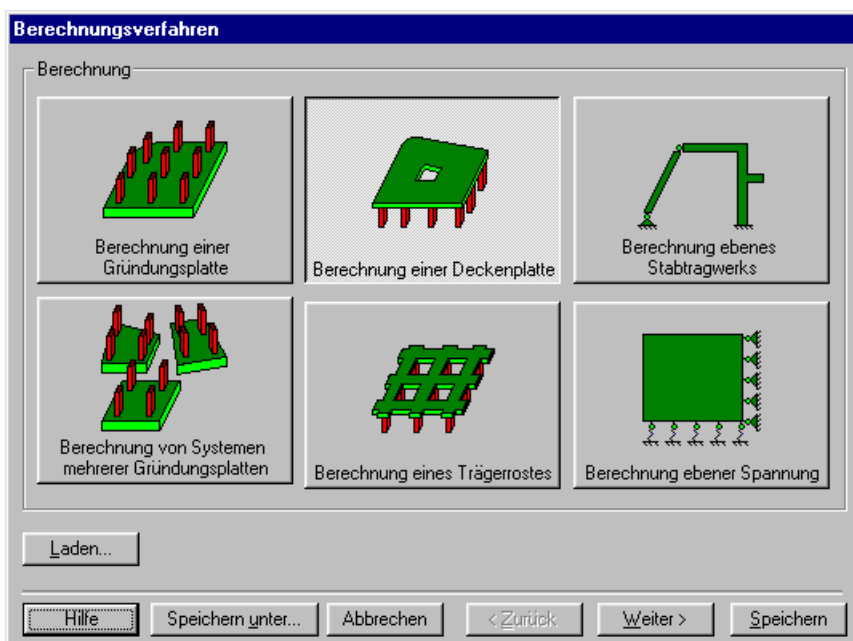 Berechnungsverfahren
Berechnung
Berechnung einer
Gründungsplatte
Berechnung einer Deckenplatte
Berechnung ebenes
Stabtragwerks
Berechnung von Systemen
mehrerer Gründungsplatten
Berechnung eines Trägerrostes
Berechnung ebener Spannung
Laden...
Hilfe
Speichern unter...
Abbrechen
< Zurück
Weiter >
Speichern